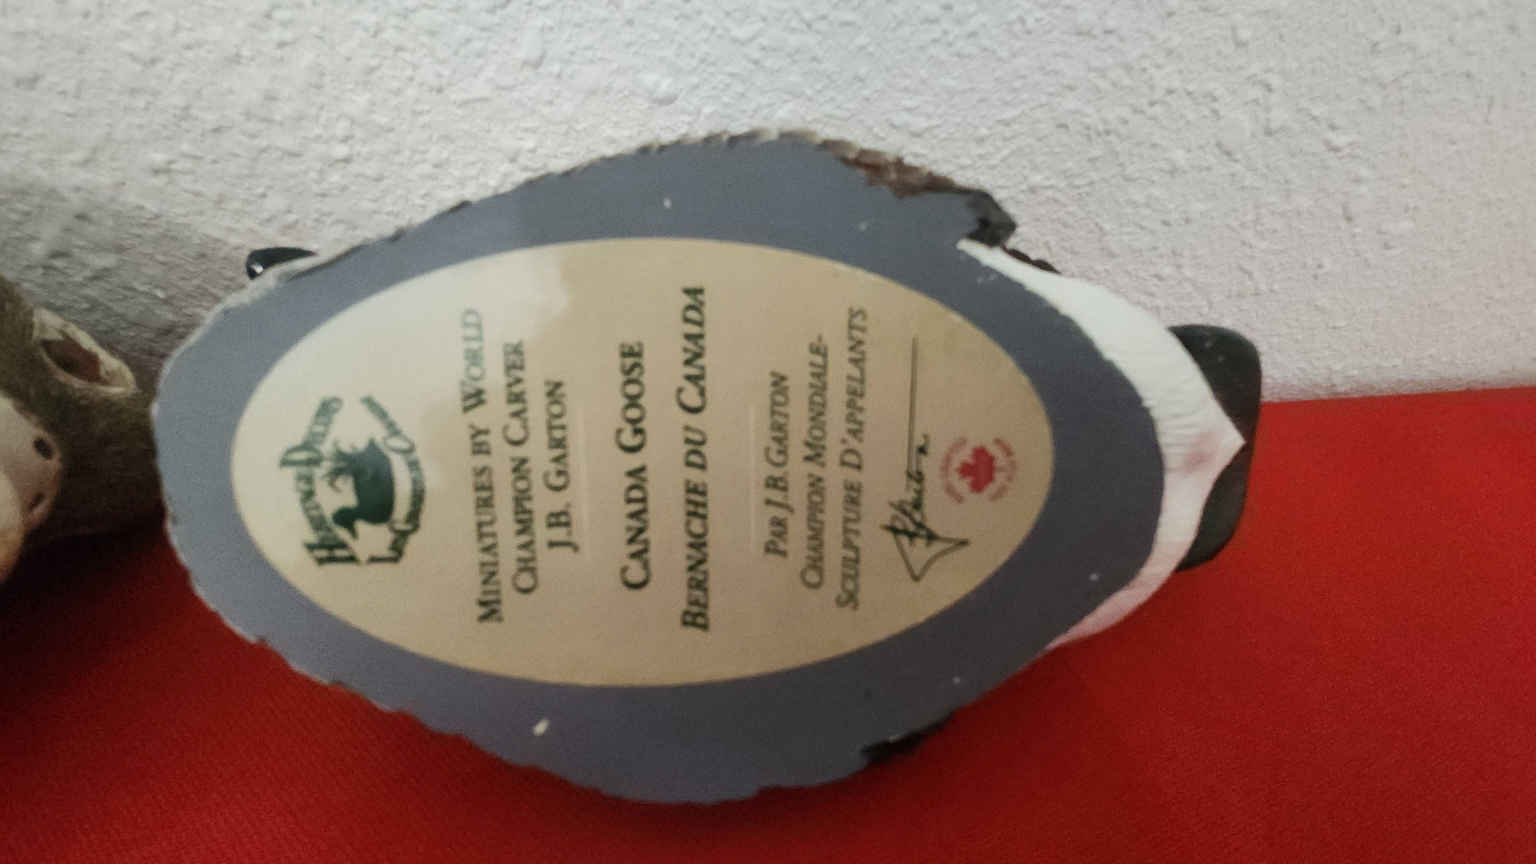 HERITAGE DECOYS
MINIATURES BY WORLD
CHAMPION CARVER
J.B. GARTON
CANADA GOOSE
BERNACHE DU CANADA
PAR J.B. GARTON
CHAMPION MONDIALE-
SCULPTURE D'APPELANTS